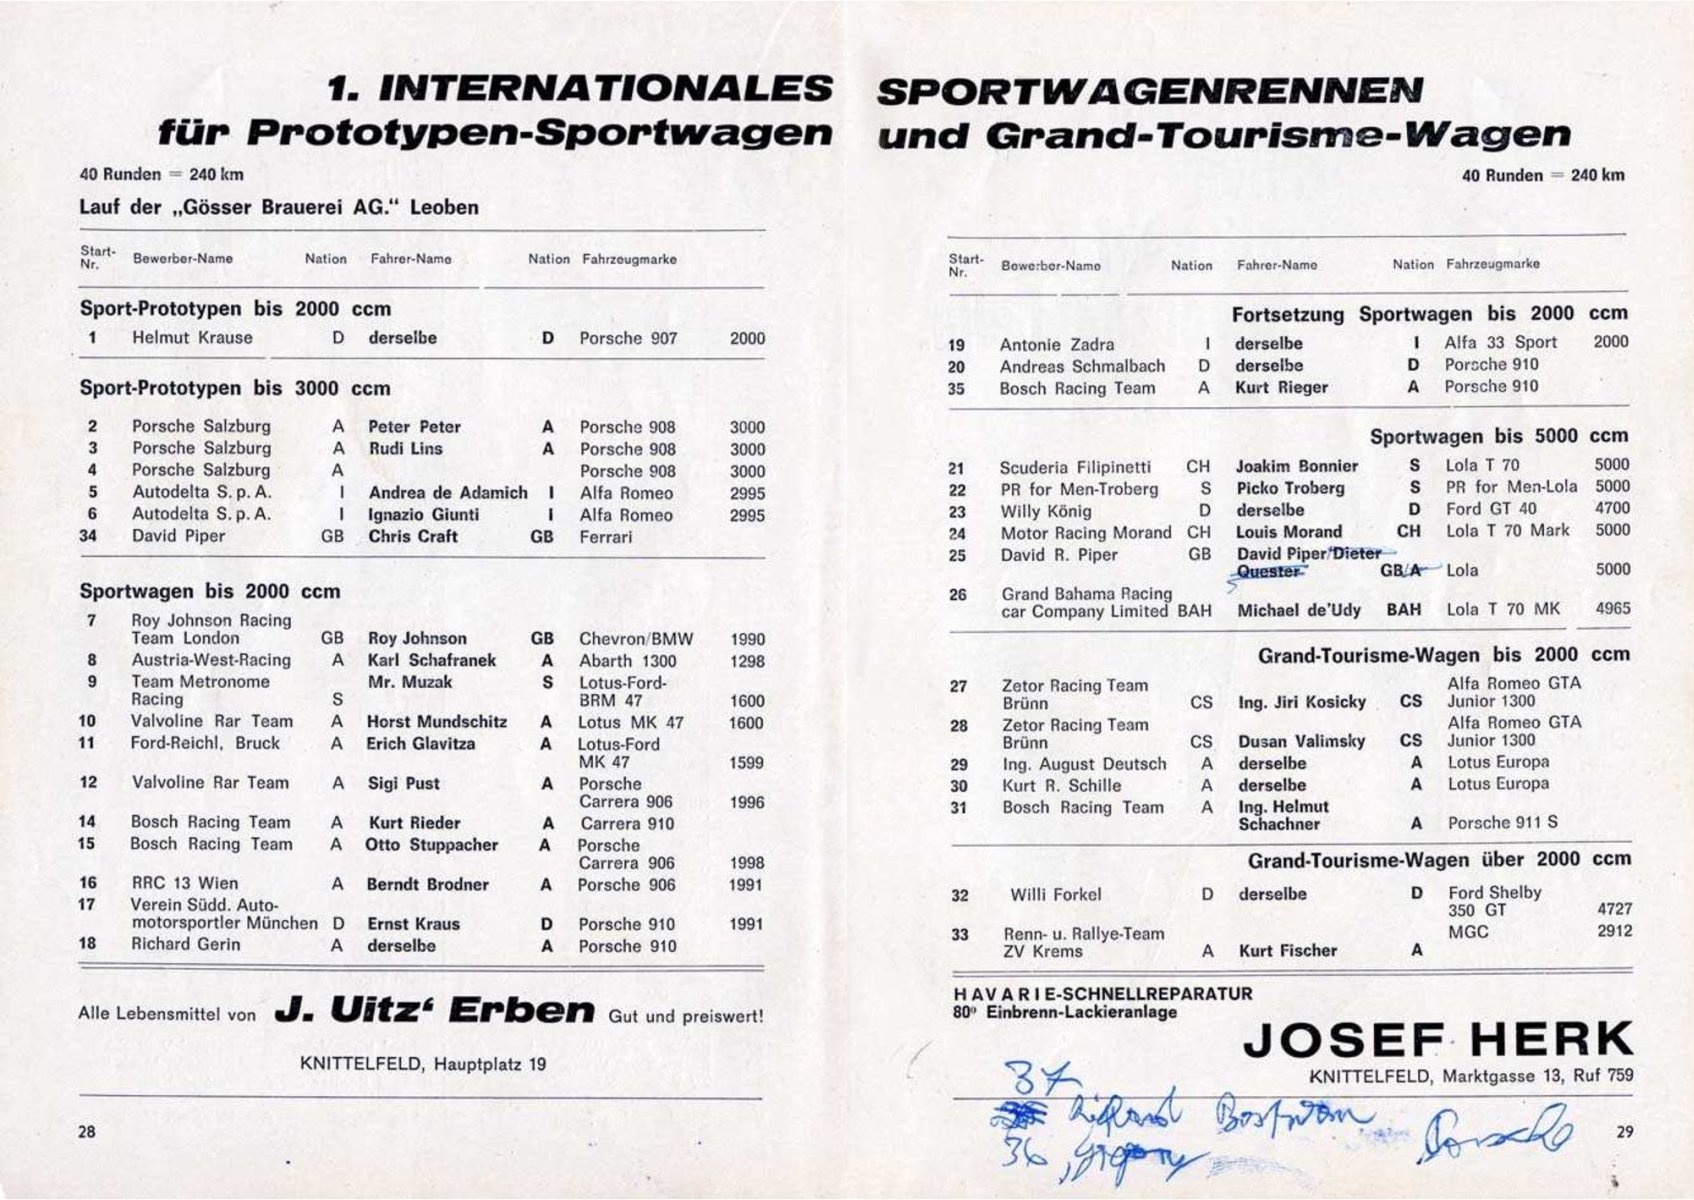 1. INTERNATIONALES SPORTWAGENRENNEN
für Prototypen-Sportwagen und Grand-Tourisme-Wagen
40 Runden = 240 km
Lauf der „Gösser Brauerei AG." Leoben
Start-Nr. Bewerber-Name Nation Fahrer-Name Nation Fahrzeugmarke
Sport-Prototypen bis 2000 ccm
1 Helmut Krause D derselbe D Porsche 907 2000
Sport-Prototypen bis 3000 ccm
2 Porsche Salzburg A Peter Peter A Porsche 908 3000
3 Porsche Salzburg A Rudi Lins A Porsche 908 3000
4 Porsche Salzburg A Porsche 908 3000
5 Autodelta S. p. A. I Andrea de Adamich I Alfa Romeo 2995
6 Autodelta S. p. A. I Ignazio Giunti I Alfa Romeo 2995
34 David Piper GB Chris Craft GB Ferrari
Sportwagen bis 2000 ccm
7 Roy Johnson Racing
Team London GB Roy Johnson GB Chevron/BMW 1990
8 Austria-West-Racing A Karl Schafranek A Abarth 1300 1298
9 Team Metronome Mr. Muzak S Lotus-Ford-
Racing S BRM 47 1600
10 Valvoline Rar Team A Horst Mundschitz A Lotus MK 47 1600
11 Ford-Reichl, Bruck A Erich Glavitza A Lotus-Ford
MK 47 1599
12 Valvoline Rar Team A Sigi Pust A Porsche
Carrera 906 1996
14 Bosch Racing Team A Kurt Rieder A Carrera 910
15 Bosch Racing Team A Otto Stuppacher A Porsche
Carrera 906 1998
16 RRC 13 Wien A Berndt Brodner A Porsche 906 1991
17 Verein Südd. Auto-
motorsportler München D Ernst Kraus D Porsche 910 1991
18 Richard Gerin A derselbe A Porsche 910
Alle Lebensmittel von J. Uitz' Erben Gut und preiswert!
KNITTELFELD, Hauptplatz 19
28
40 Runden = 240 km
Start-Nr. Bewerber-Name Nation Fahrer-Name Nation Fahrzeugmarke
Fortsetzung Sportwagen bis 2000 ccm
19 Antonie Zadra I derselbe I Alfa 33 Sport 2000
20 Andreas Schmalbach D derselbe D Porsche 910
35 Bosch Racing Team A Kurt Rieger A Porsche 910
Sportwagen bis 5000 ccm
21 Scuderia Filipinetti CH Joakim Bonnier S Lola T 70 5000
22 PR for Men-Troberg S Picko Troberg S PR for Men-Lola 5000
23 Willy König D derselbe D Ford GT 40 4700
24 Motor Racing Morand CH Louis Morand CH Lola T 70 Mark 5000
25 David R. Piper GB David Piper/Dieter
Quester GB/A Lola 5000
26 Grand Bahama Racing
car Company Limited BAH Michael de'Udy BAH Lola T 70 MK 4965
Grand-Tourisme-Wagen bis 2000 ccm
27 Zetor Racing Team Alfa Romeo GTA
Brünn CS Ing. Jiri Kosicky CS Junior 1300
28 Zetor Racing Team Alfa Romeo GTA
Brünn CS Dusan Valimsky CS Junior 1300
29 Ing. August Deutsch A derselbe A Lotus Europa
30 Kurt R. Schille A derselbe A Lotus Europa
31 Bosch Racing Team A Ing. Helmut
Schachner A Porsche 911 S
Grand-Tourisme-Wagen über 2000 ccm
32 Willi Forkel D derselbe D Ford Shelby
350 GT 4727
33 Renn- u. Rallye-Team MGC 2912
ZV Krems A Kurt Fischer A
HAVARIE-SCHNELLREPARATUR
80° Einbrenn-Lackieranlage
JOSEF HERK
KNITTELFELD, Marktgasse 13, Ruf 759
37
Porsche
36
29